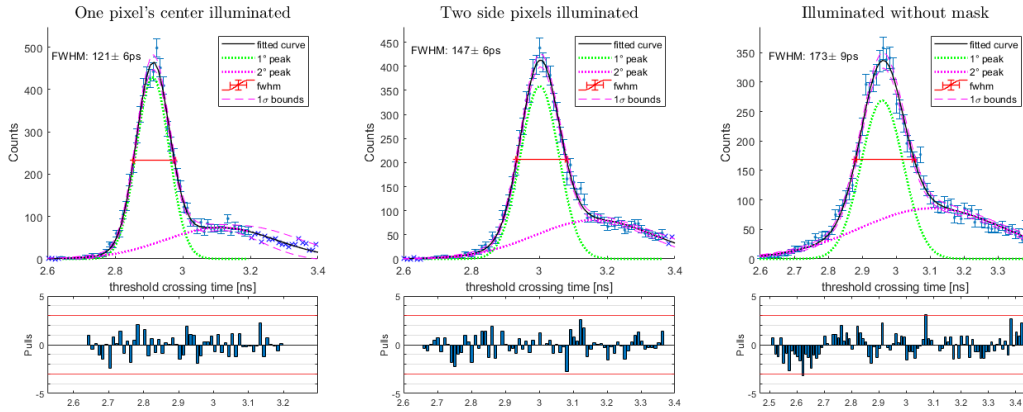 One pixel's center illuminated
FWHM: 121± 6ps
fitted curve
1° peak
2° peak
fwhm
1σ bounds
Counts
500
400
300
200
100
0
2.6 2.8 3 3.2 3.4
threshold crossing time [ns]
Pulls
5
0
-5
2.6 2.7 2.8 2.9 3 3.1 3.2
Two side pixels illuminated
FWHM: 147± 6ps
fitted curve
1° peak
2° peak
fwhm
1σ bounds
Counts
450
400
350
300
250
200
150
100
50
0
2.6 2.8 3 3.2 3.4
threshold crossing time [ns]
Pulls
5
0
-5
2.6 2.7 2.8 2.9 3 3.1 3.2 3.3 3.4
Illuminated without mask
FWHM: 173± 9ps
fitted curve
1° peak
2° peak
fwhm
1σ bounds
Counts
350
300
250
200
150
100
50
0
2.6 2.7 2.8 2.9 3 3.1 3.2 3.3
threshold crossing time [ns]
Pulls
5
0
-5
2.5 2.6 2.7 2.8 2.9 3 3.1 3.2 3.3 3.4